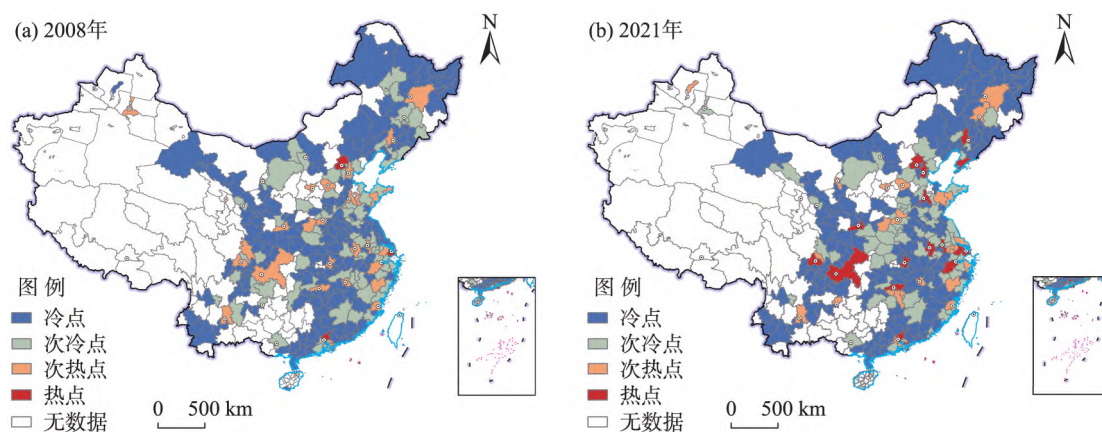 (a) 2008年
N
图 例
冷点
次冷点
次热点
热点
无数据
0 500 km
(b) 2021年
N
图 例
冷点
次冷点
次热点
热点
无数据
0 500 km